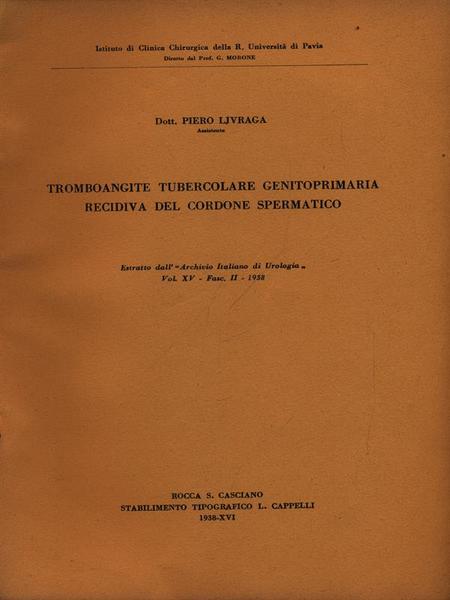 Istituto di Clinica Chirurgica della R. Università di Pavia
Diretto dal Prof. G. MORONE
Dott. PIERO LIVRAGA
Assistente
TROMBOANGITE TUBERCOLARE GENITOPRIMARIA
RECIDIVA DEL CORDONE SPERMATICO
Estratto dall' "Archivio Italiano di Urologia„
Vol. XV - Fasc. II - 1938
ROCCA S. CASCIANO
STABILIMENTO TIPOGRAFICO L. CAPPELLI
1938-XVI